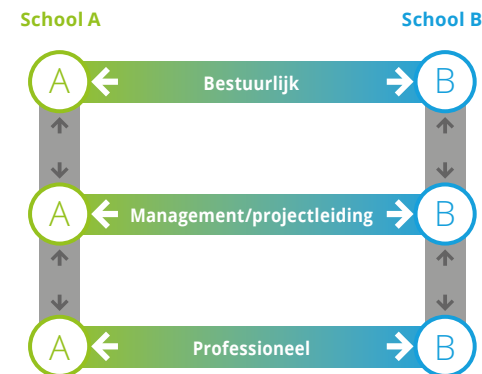 School A School B
A Bestuurlijk B
A Management/projectleiding B
A Professioneel B